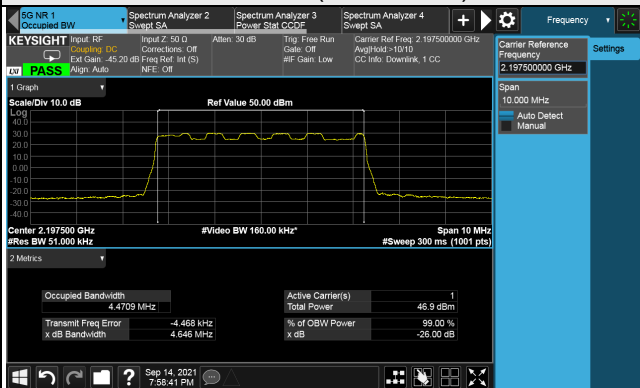 5G NR 1
Occupied BW
Spectrum Analyzer 2
Swept SA
Spectrum Analyzer 3
Power Stat CCDF
Spectrum Analyzer 4
Swept SA
Frequency
KEYSIGHT
Input: RF
Coupling: DC
Ext Gain: -45.20 dB
Align: Auto
Input Z: 50 Ω
Corrections: Off
Freq Ref: Int (S)
NFE: Off
Atten: 30 dB
Trig: Free Run
Gate: Off
#IF Gain: Low
Carrier Ref Freq: 2.197500000 GHz
Avg|Hold:>10/10
CC Info: Downlink, 1 CC
LXI
PASS
Carrier Reference
Frequency
2.197500000 GHz
Settings
Span
10.000 MHz
Auto Detect
Manual
1 Graph
Scale/Div 10.0 dB
Ref Value 50.00 dBm
Log
40.0
30.0
20.0
10.0
0.00
-10.0
-20.0
-30.0
-40.0
Center 2.197500 GHz
#Video BW 160.00 kHz*
Span 10 MHz
#Res BW 51.000 kHz
#Sweep 300 ms (1001 pts)
2 Metrics
Occupied Bandwidth
4.4709 MHz
Transmit Freq Error -4.468 kHz
x dB Bandwidth 4.646 MHz
Active Carrier(s) 1
Total Power 46.9 dBm
% of OBW Power 99.00 %
x dB -26.00 dB
Sep 14, 2021
7:58:41 PM